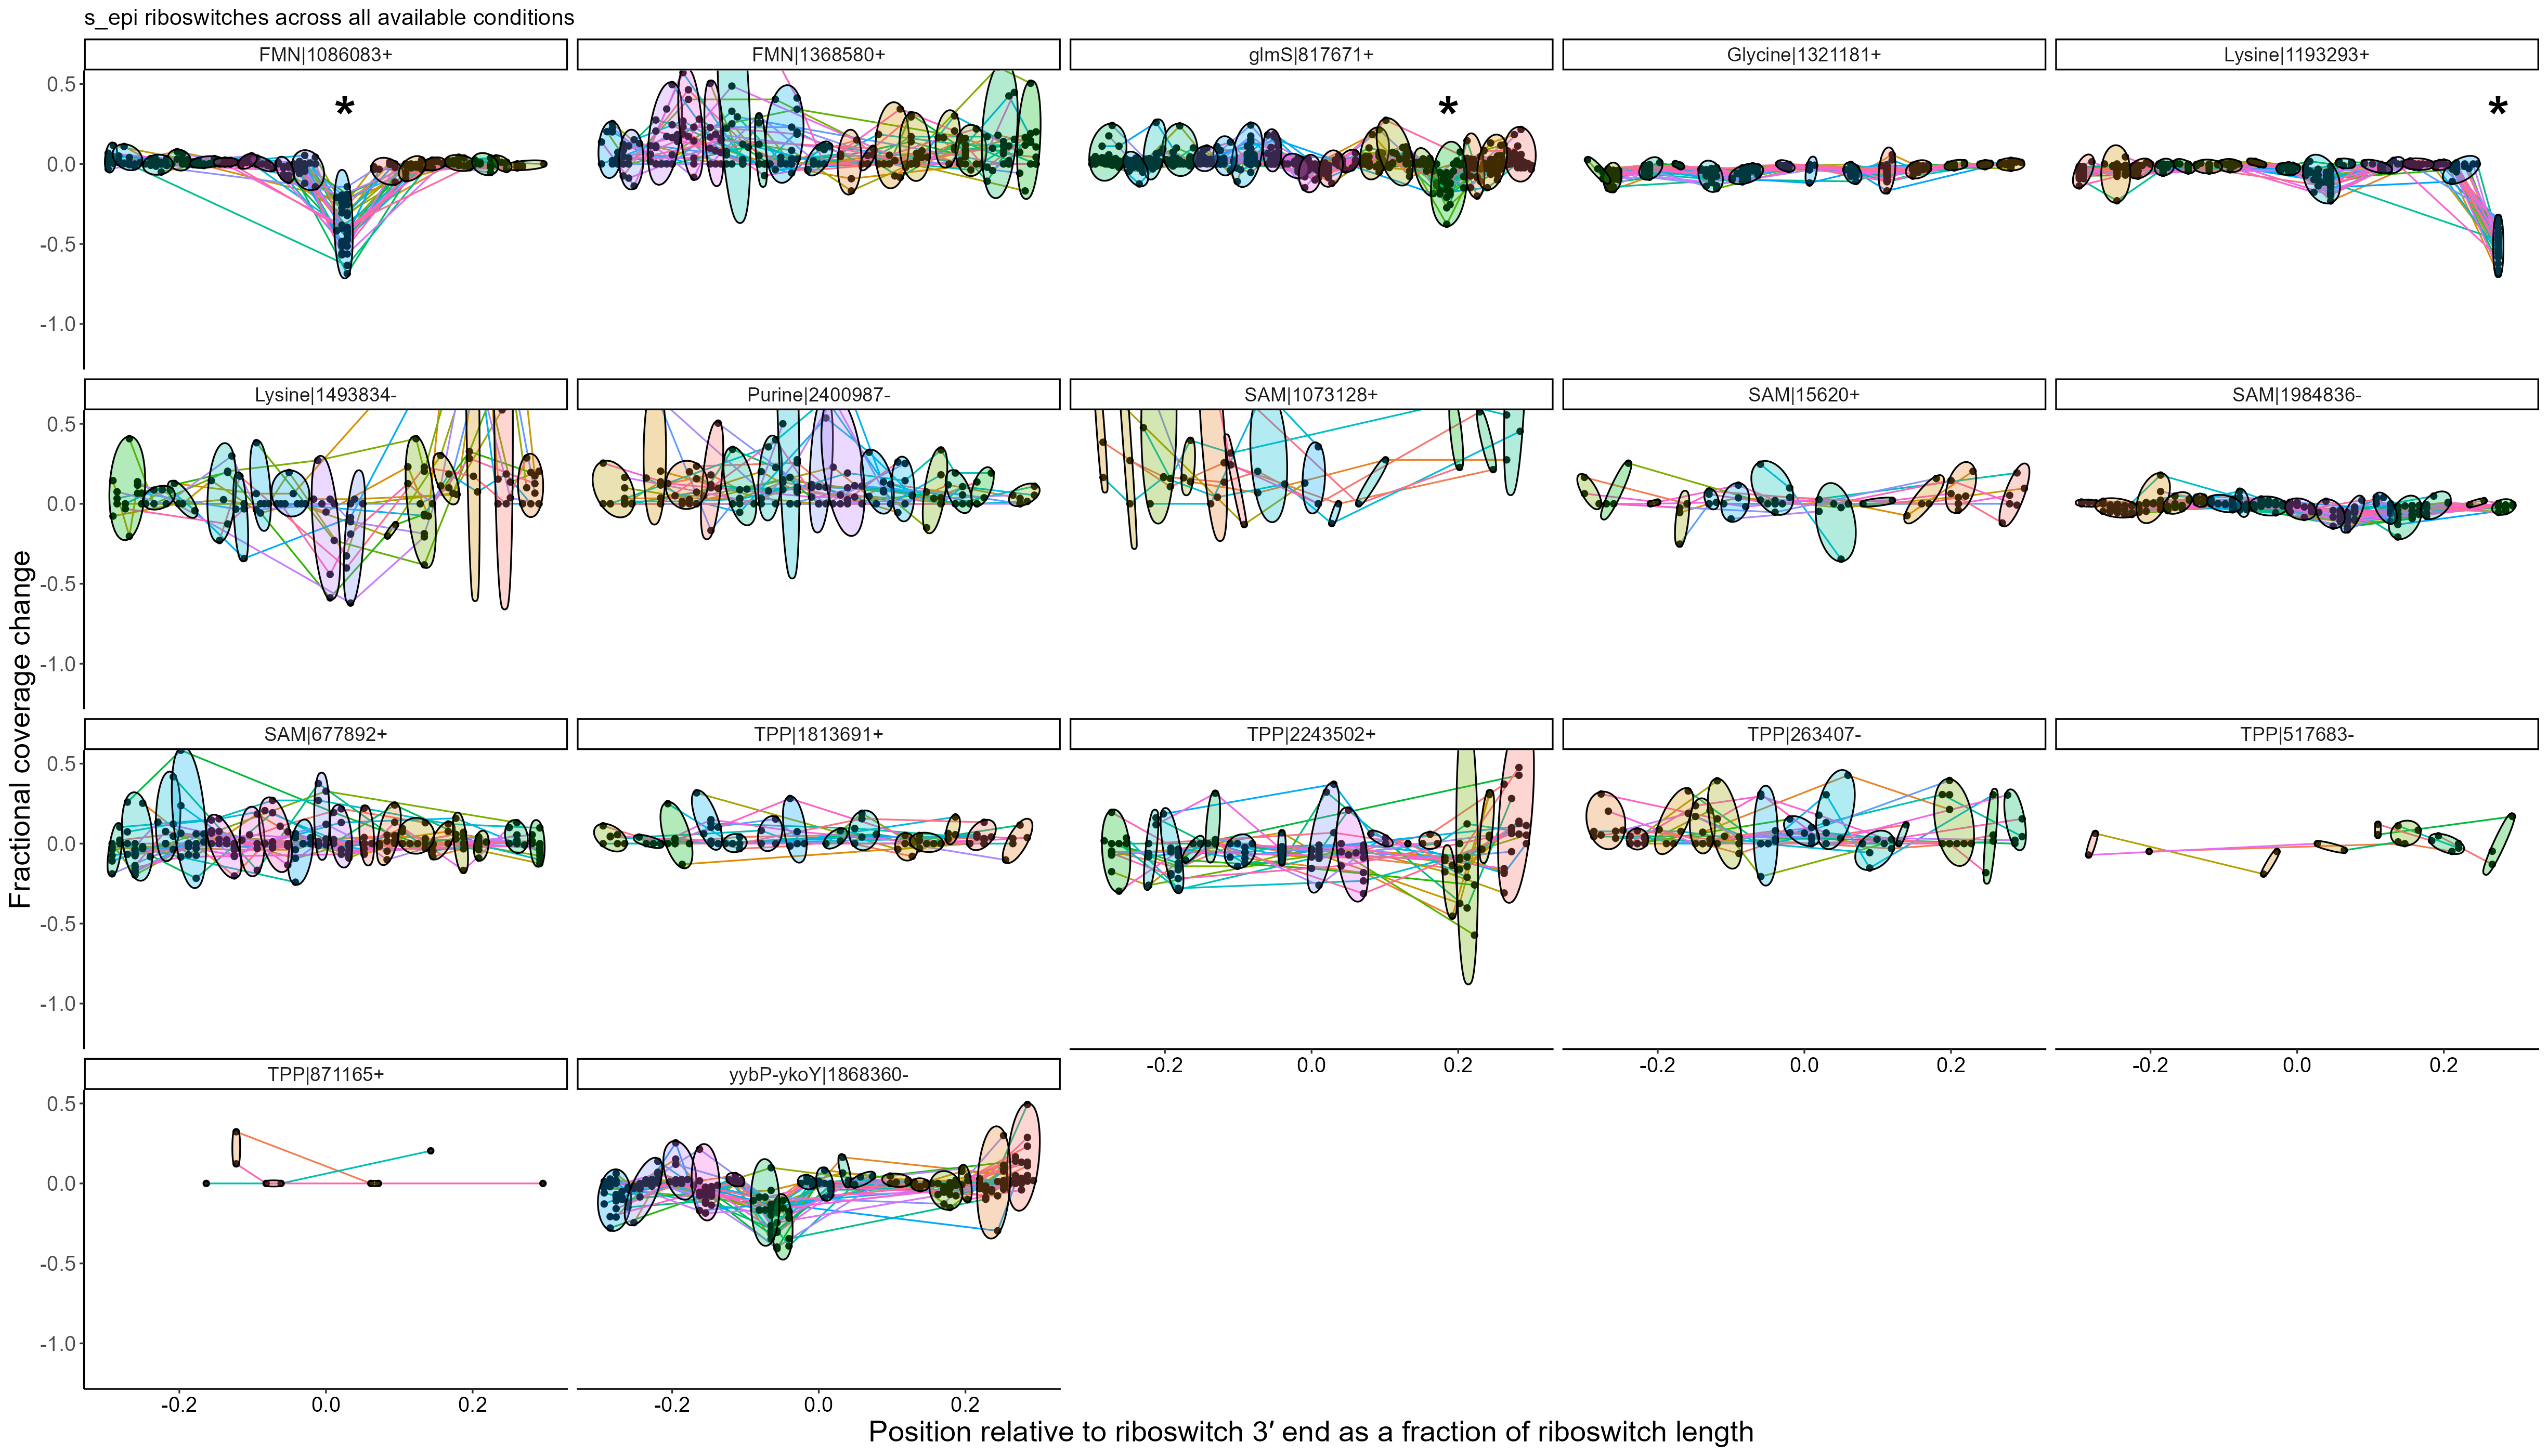 s_epi riboswitches across all available conditions
FMN|1086083+
FMN|1368580+
glmS|817671+
Glycine|1321181+
Lysine|1193293+
0.5
0.0
-0.5
-1.0
*
*
*
Lysine|1493834-
Purine|2400987-
SAM|1073128+
SAM|15620+
SAM|1984836-
0.5
0.0
-0.5
-1.0
SAM|677892+
TPP|1813691+
TPP|2243502+
TPP|263407-
TPP|517683-
0.5
0.0
-0.5
-1.0
-0.2 0.0 0.2
-0.2 0.0 0.2
-0.2 0.0 0.2
TPP|871165+
yybP-ykoY|1868360-
0.5
0.0
-0.5
-1.0
-0.2 0.0 0.2
-0.2 0.0 0.2
Fractional coverage change
Position relative to riboswitch 3′ end as a fraction of riboswitch length